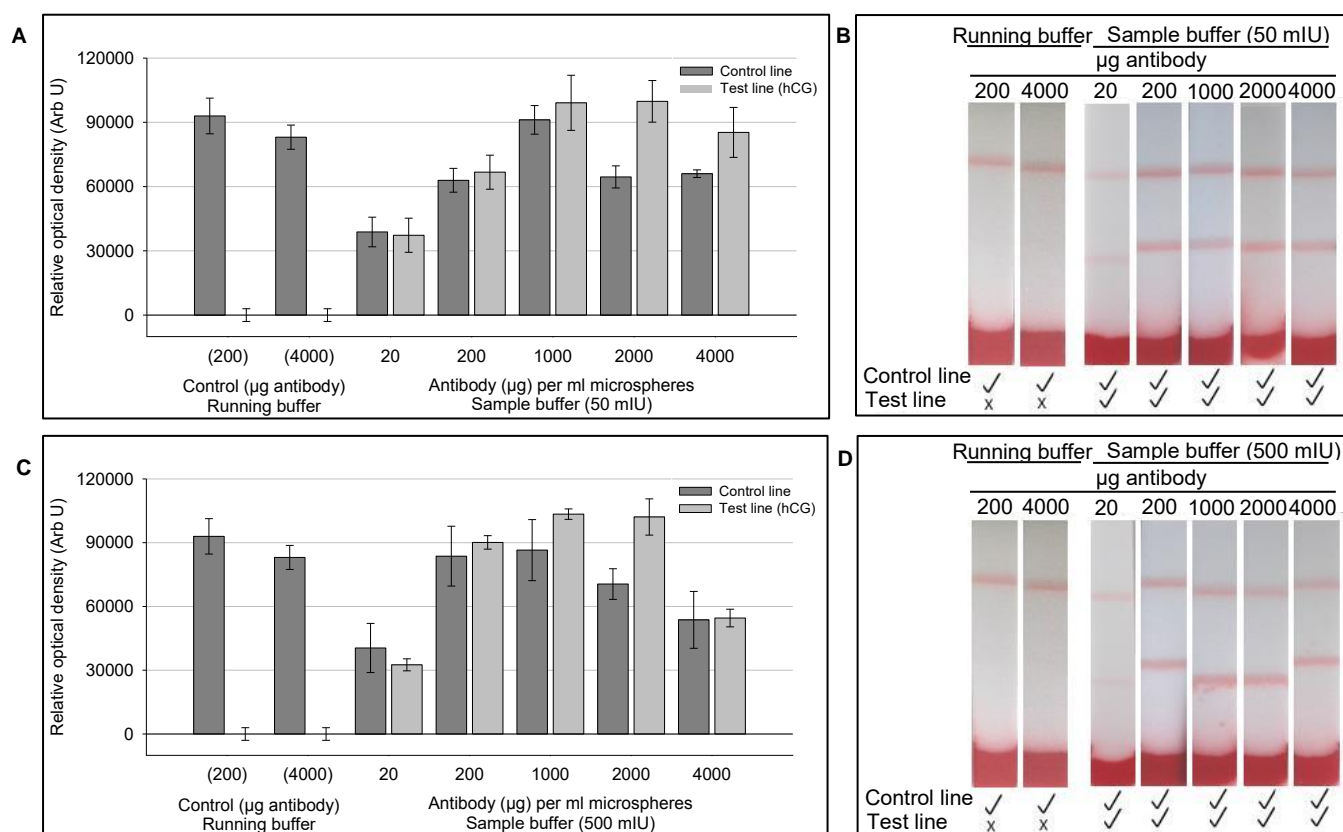 A
120000
90000
60000
30000
0
Relative optical density (Arb U)
Control line
Test line (hCG)
(200) (4000) 20 200 1000 2000 4000
Control (µg antibody) Antibody (µg) per ml microspheres
Running buffer Sample buffer (50 mIU)
B
Running buffer Sample buffer (50 mIU)
µg antibody
200 4000 20 200 1000 2000 4000
Control line ✓ ✓ ✓ ✓ ✓ ✓ ✓
Test line x x ✓ ✓ ✓ ✓ ✓
C
120000
90000
60000
30000
0
Relative optical density (Arb U)
Control line
Test line (hCG)
(200) (4000) 20 200 1000 2000 4000
Control (µg antibody) Antibody (µg) per ml microspheres
Running buffer Sample buffer (500 mIU)
D
Running buffer Sample buffer (500 mIU)
µg antibody
200 4000 20 200 1000 2000 4000
Control line ✓ ✓ ✓ ✓ ✓ ✓ ✓
Test line x x ✓ ✓ ✓ ✓ ✓